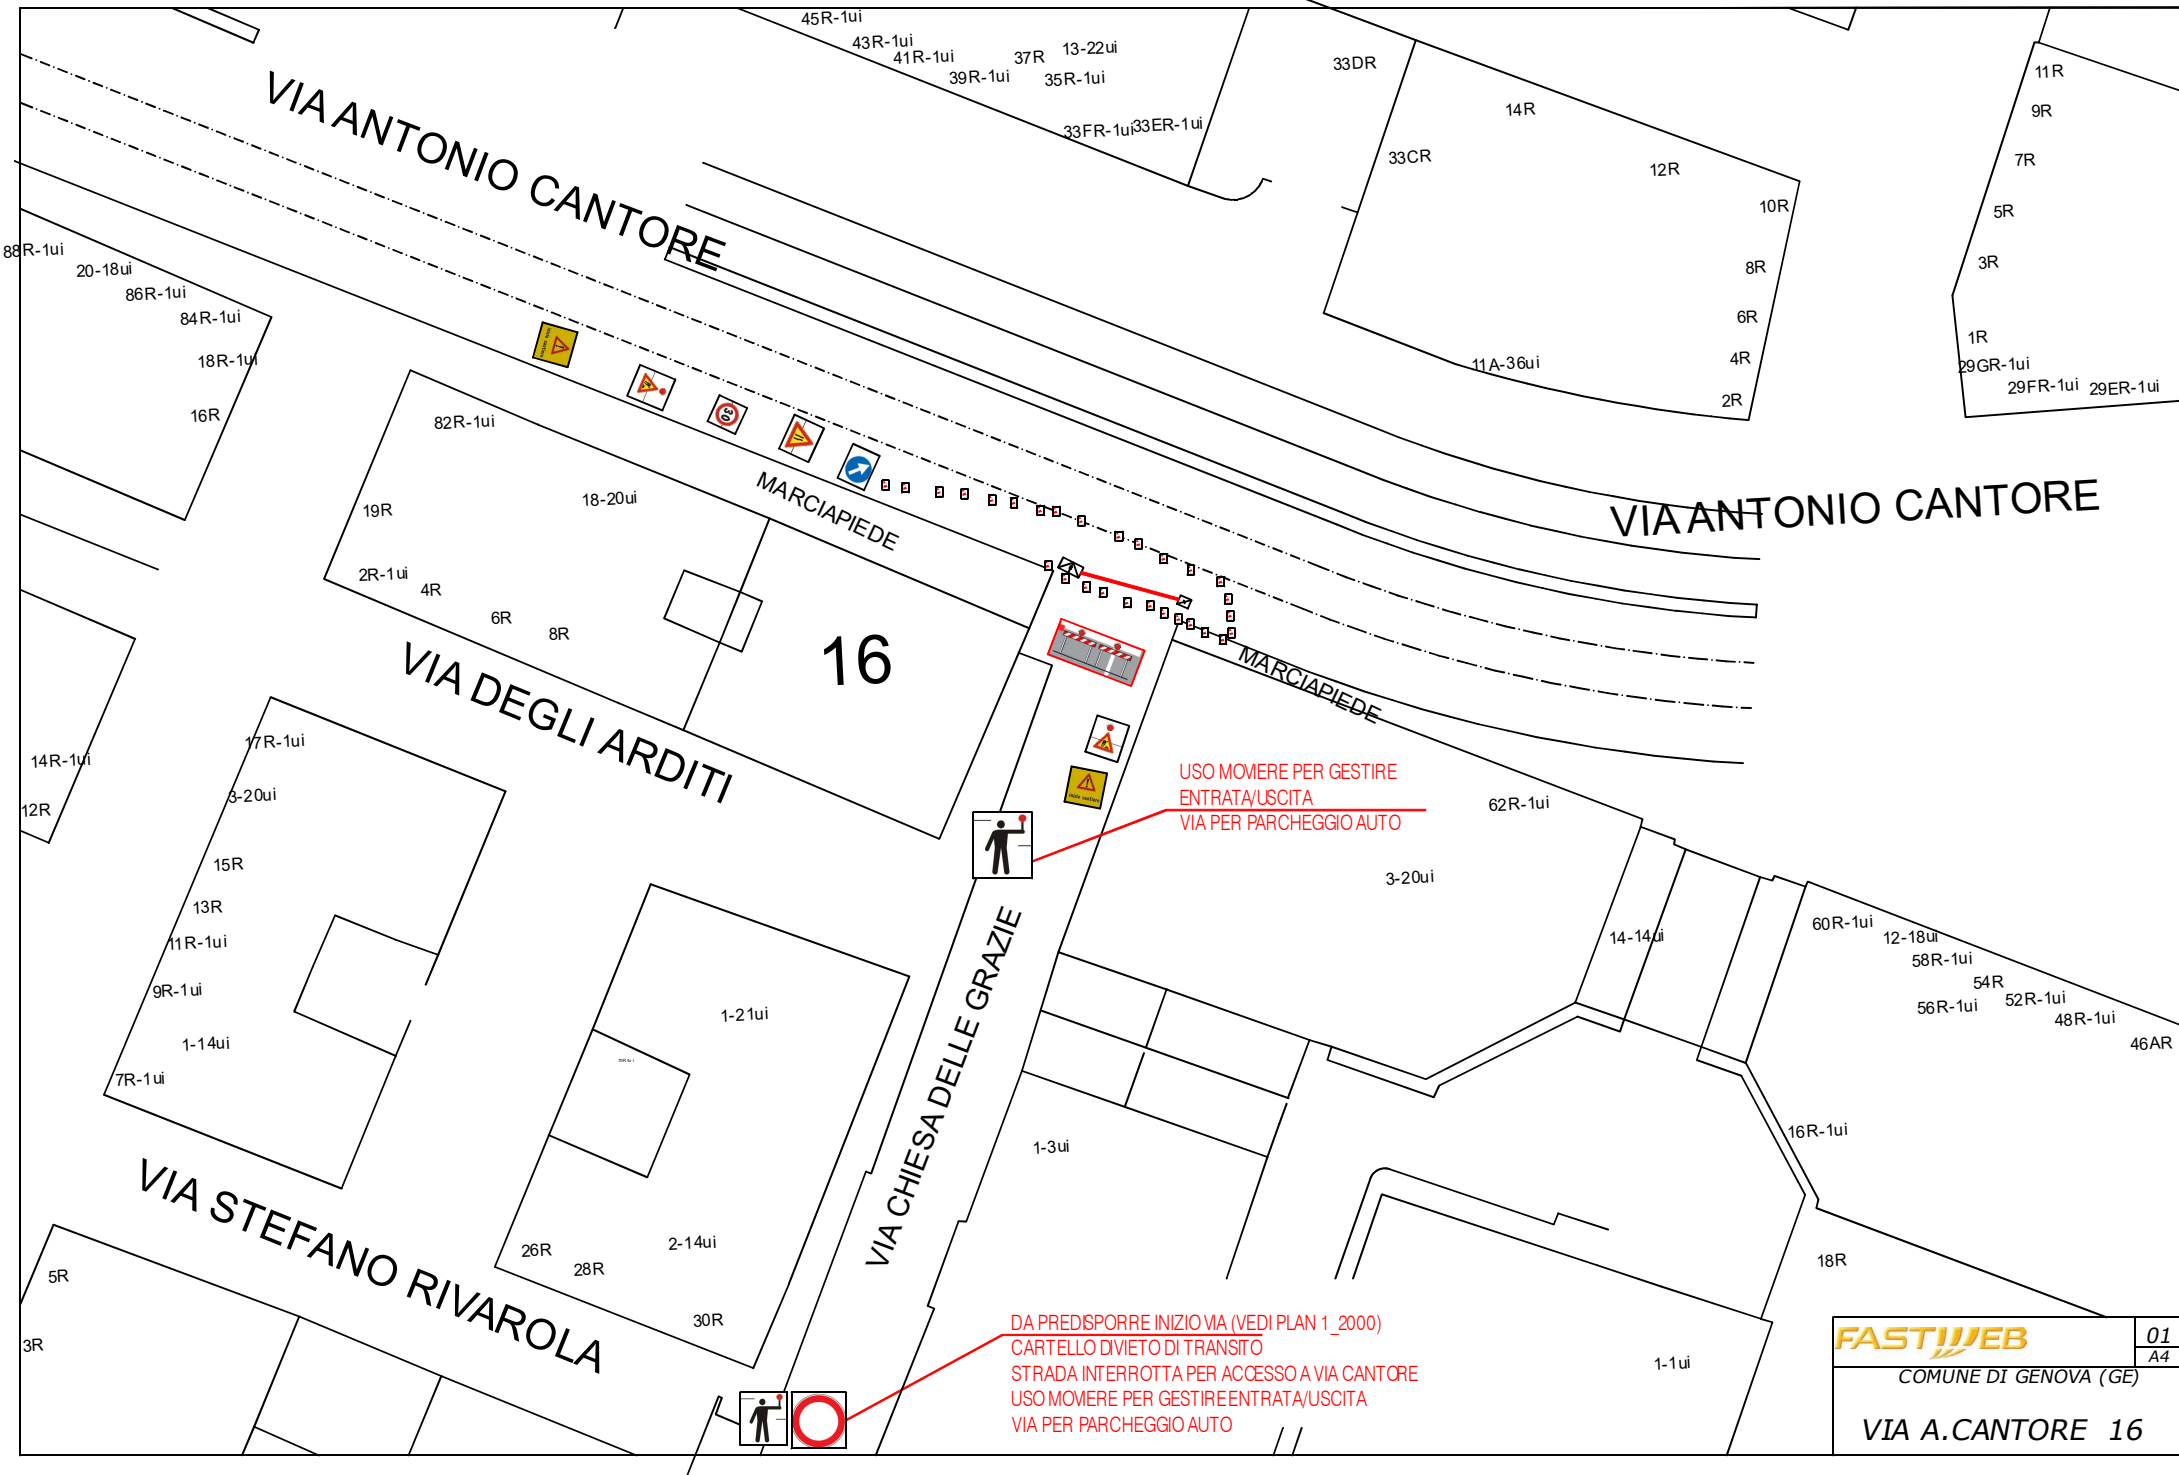 45R-1ui
43R-1ui
41R-1ui
39R-1ui
37R
13-22ui
35R-1ui
33FR-1ui
33ER-1ui
33DR
33CR
14R
12R
10R
8R
6R
4R
2R
11A-36ui
11R
9R
7R
5R
3R
1R
29GR-1ui
29FR-1ui
29ER-1ui
VIA ANTONIO CANTORE
VIA ANTONIO CANTORE
88R-1ui
20-18ui
86R-1ui
84R-1ui
18R-1ui
16R
82R-1ui
18-20ui
19R
2R-1ui
4R
6R
8R
30
MARCIAPIEDE
MARCIAPIEDE
16
VIA DEGLI ARDITI
14R-1ui
12R
17R-1ui
3-20ui
15R
13R
11R-1ui
9R-1ui
1-14ui
7R-1ui
1-21ui
26R
28R
2-14ui
30R
VIA STEFANO RIVAROLA
5R
3R
VIA CHIESA DELLE GRAZIE
USO MOVIERE PER GESTIRE
ENTRATA/USCITA
VIA PER PARCHEGGIO AUTO
62R-1ui
3-20ui
14-14ui
60R-1ui
12-18ui
58R-1ui
54R
56R-1ui
52R-1ui
48R-1ui
46AR
16R-1ui
18R
1-3ui
1-1ui
DA PREDISPORRE INIZIO VIA (VEDI PLAN 1_2000)
CARTELLO DIVIETO DI TRANSITO
STRADA INTERROTTA PER ACCESSO A VIA CANTORE
USO MOVIERE PER GESTIRE ENTRATA/USCITA
VIA PER PARCHEGGIO AUTO
FASTWEB
01
A4
COMUNE DI GENOVA (GE)
VIA A.CANTORE 16